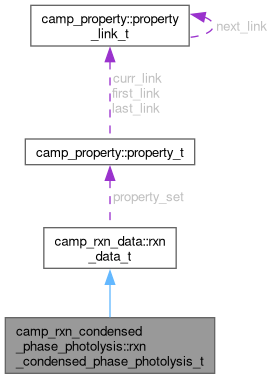 camp_property::property
_link_t
next_link
curr_link
first_link
last_link
camp_property::property_t
property_set
camp_rxn_data::rxn
_data_t
camp_rxn_condensed
_phase_photolysis::rxn
_condensed_phase_photolysis_t